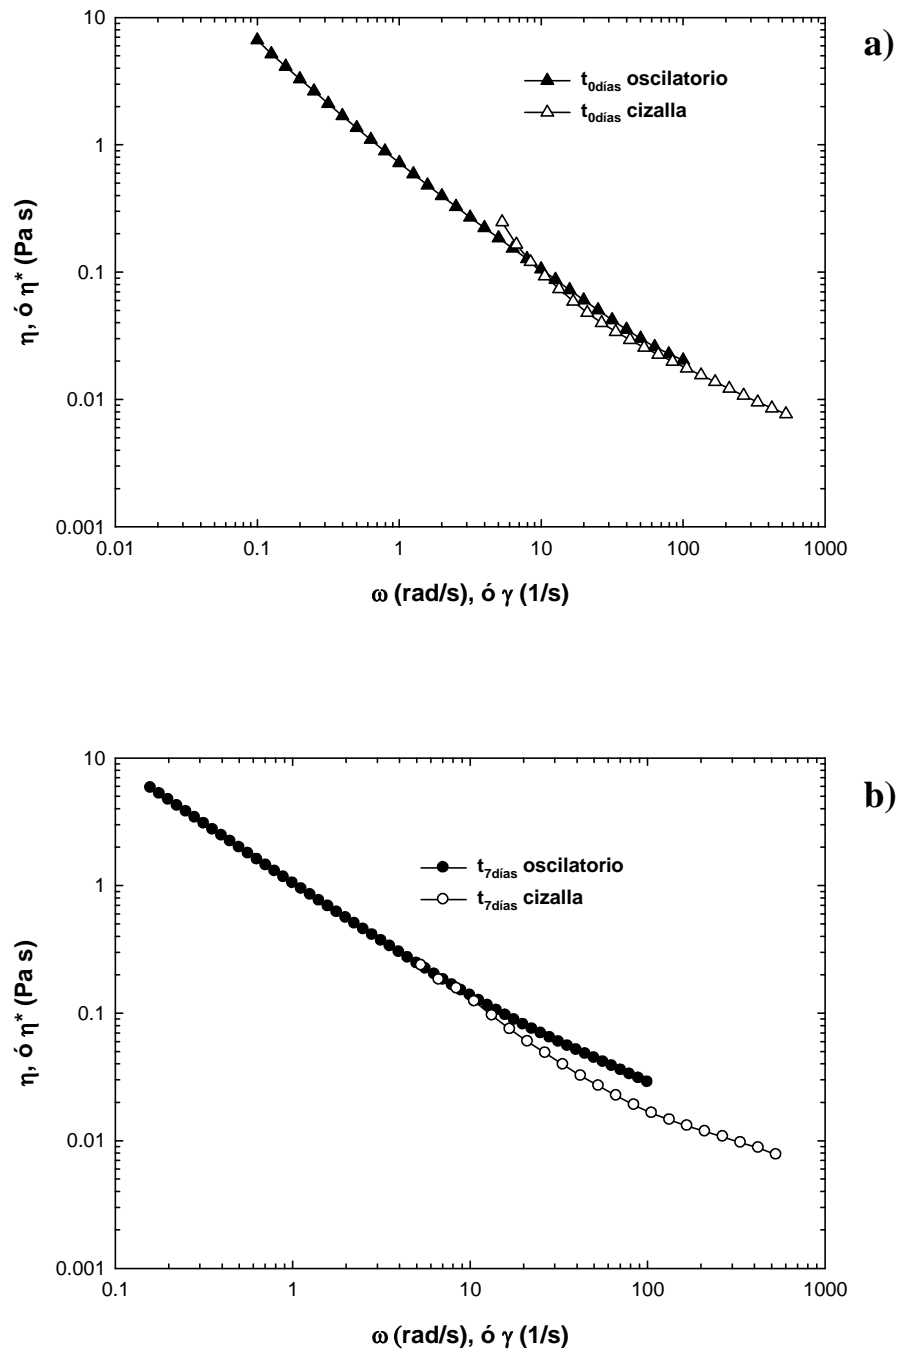 a)
10
t0días oscilatorio
t0días cizalla
1
0.1
0.01
0.001
η, ó η* (Pa s)
0.01 0.1 1 10 100 1000
ω (rad/s), ó γ (1/s)
b)
10
t7días oscilatorio
t7días cizalla
1
0.1
0.01
0.001
η, ó η* (Pa s)
0.1 1 10 100 1000
ω (rad/s), ó γ (1/s)